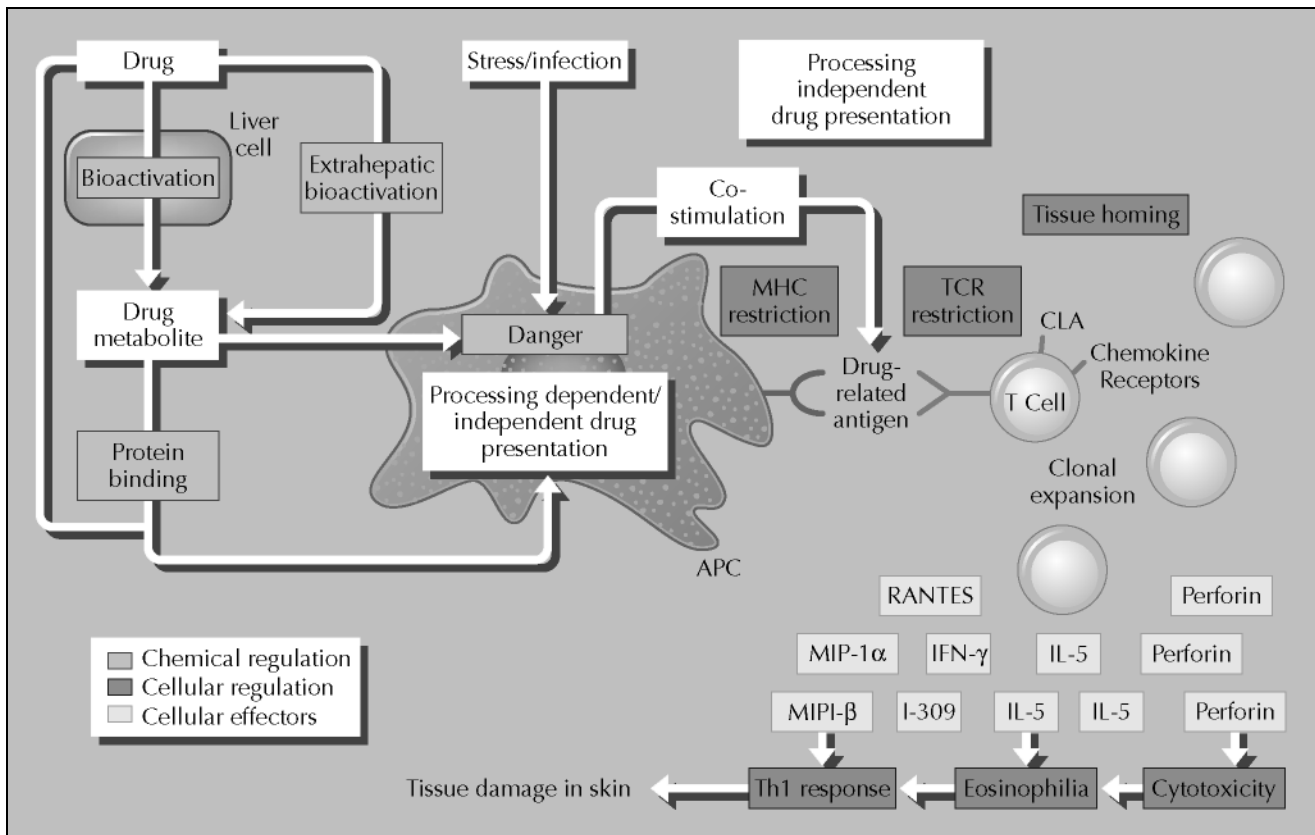 Drug
Stress/infection
Processing
independent
drug presentation
Liver
cell
Bioactivation
Extrahepatic
bioactivation
Co-
stimulation
Tissue homing
MHC
restriction
TCR
restriction
Drug
metabolite
Danger
CLA
Chemokine
Receptors
Drug-
related
antigen
T Cell
Processing dependent/
independent drug
presentation
Protein
binding
Clonal
expansion
APC
RANTES
Perforin
MIP-1α
IFN-γ
IL-5
Perforin
MIPI-β
I-309
IL-5
IL-5
Perforin
Chemical regulation
Cellular regulation
Cellular effectors
Tissue damage in skin
Th1 response
Eosinophilia
Cytotoxicity